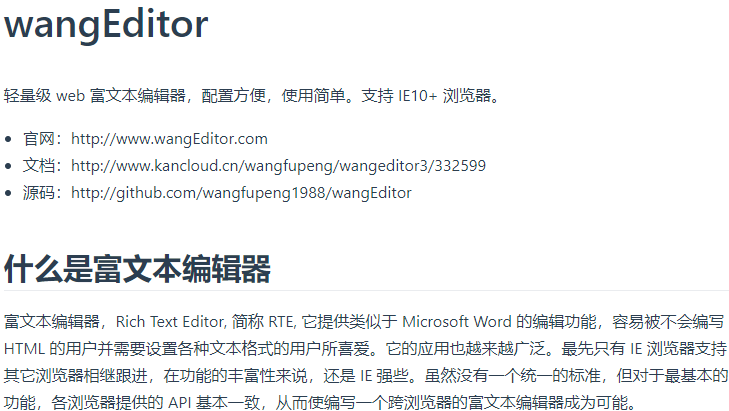 wangEditor
轻量级 web 富文本编辑器，配置方便，使用简单。支持 IE10+ 浏览器。
• 官网：http://www.wangEditor.com
• 文档：http://www.kancloud.cn/wangfupeng/wangeditor3/332599
• 源码：http://github.com/wangfupeng1988/wangEditor
什么是富文本编辑器
富文本编辑器，Rich Text Editor, 简称 RTE, 它提供类似于 Microsoft Word 的编辑功能，容易被不会编写
HTML 的用户并需要设置各种文本格式的用户所喜爱。它的应用也越来越广泛。最先只有 IE 浏览器支持
其它浏览器相继跟进，在功能的丰富性来说，还是 IE 强些。虽然没有一个统一的标准，但对于最基本的
功能，各浏览器提供的 API 基本一致，从而使编写一个跨浏览器的富文本编辑器成为可能。